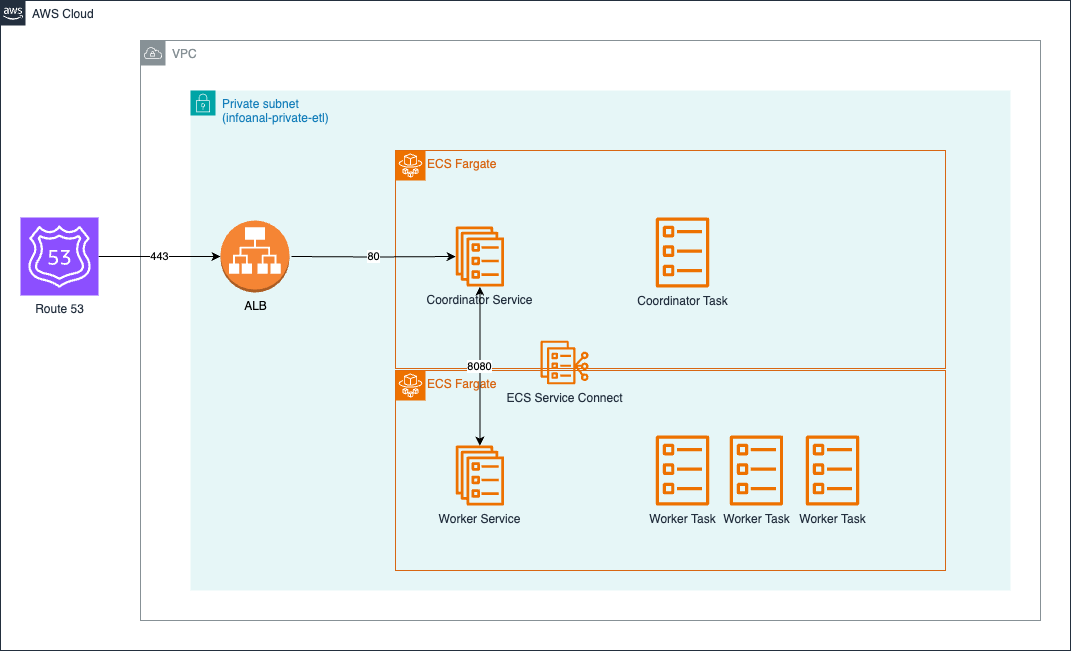 aws
AWS Cloud
VPC
Private subnet
(infoanal-private-etl)
ECS Fargate
53
443
80
Coordinator Service
Coordinator Task
Route 53
ALB
8080
ECS Fargate
ECS Service Connect
Worker Service
Worker Task
Worker Task
Worker Task